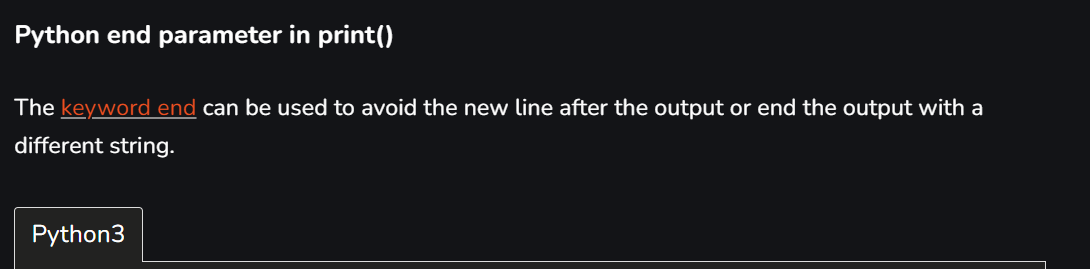 Python end parameter in print()
The keyword end can be used to avoid the new line after the output or end the output with a
different string.
Python3